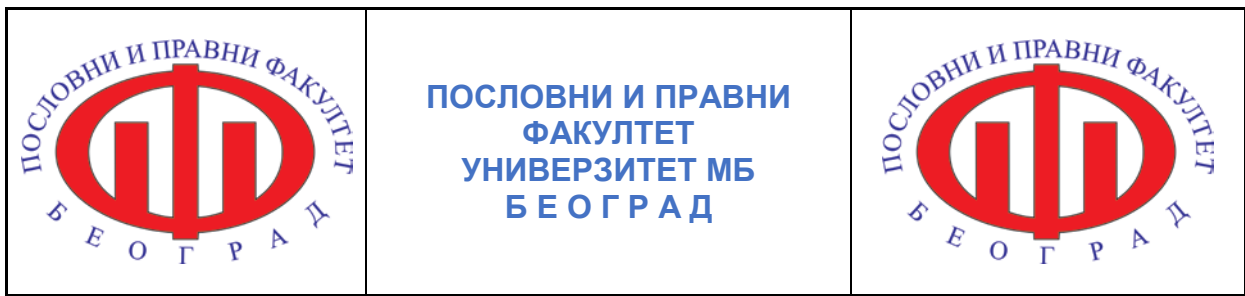 ПОСЛОВНИ И ПРАВНИ ФАКУЛТЕТ
БЕОГРАД
ПОСЛОВНИ И ПРАВНИ
ФАКУЛТЕТ
УНИВЕРЗИТЕТ МБ
Б Е О Г Р А Д
ПОСЛОВНИ И ПРАВНИ ФАКУЛТЕТ
БЕОГРАД